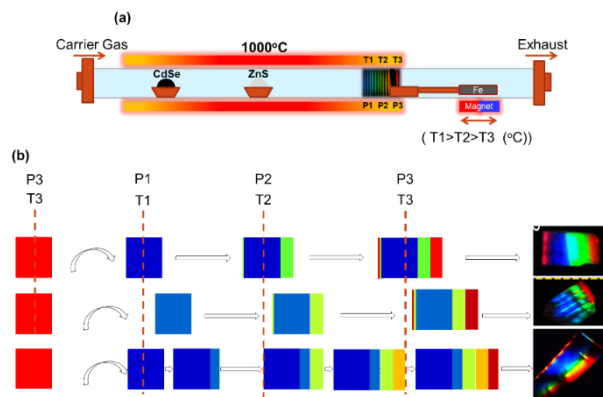 (a)
Carrier Gas
1000°C
Exhaust
T1 T2 T3
CdSe
ZnS
Fe
P1 P2 P3
Magnet
( T1>T2>T3 (°C))
(b)
P3
P1
P2
P3
T3
T1
T2
T3